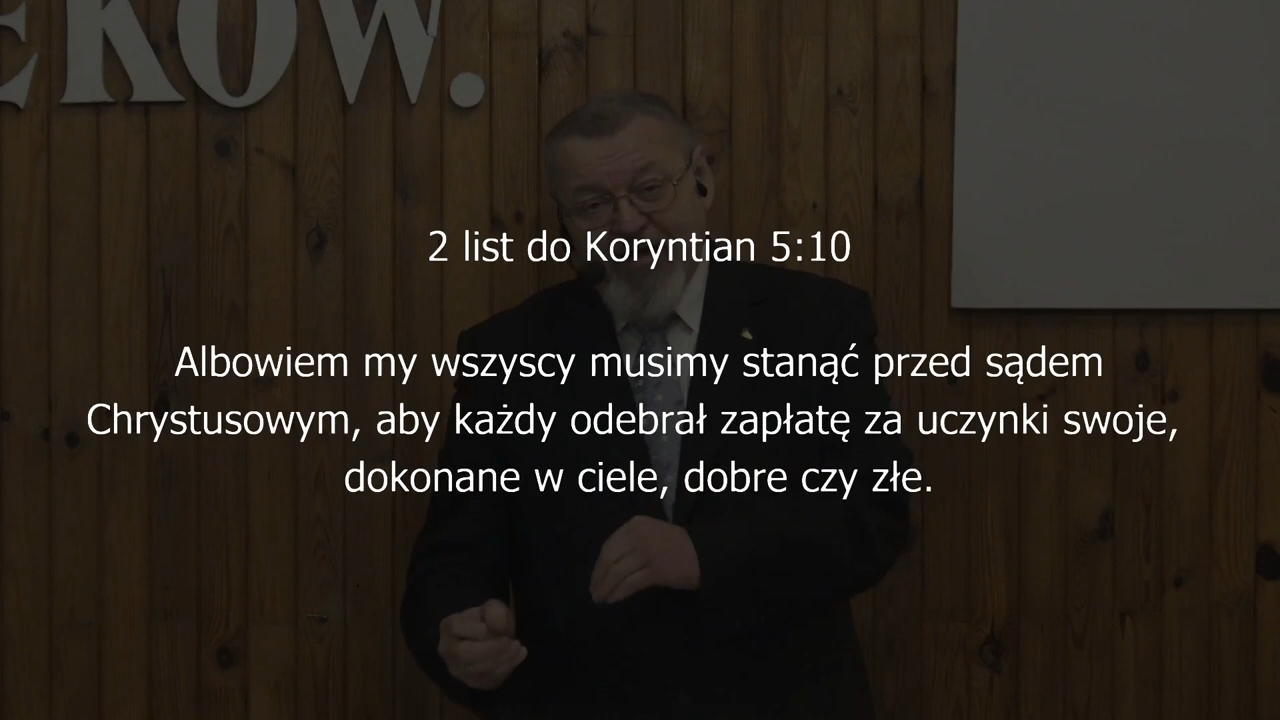 EKÓW.
2 list do Koryntian 5:10
Albowiem my wszyscy musimy stanąć przed sądem
Chrystusowym, aby każdy odebrał zapłatę za uczynki swoje,
dokonane w ciele, dobre czy złe.